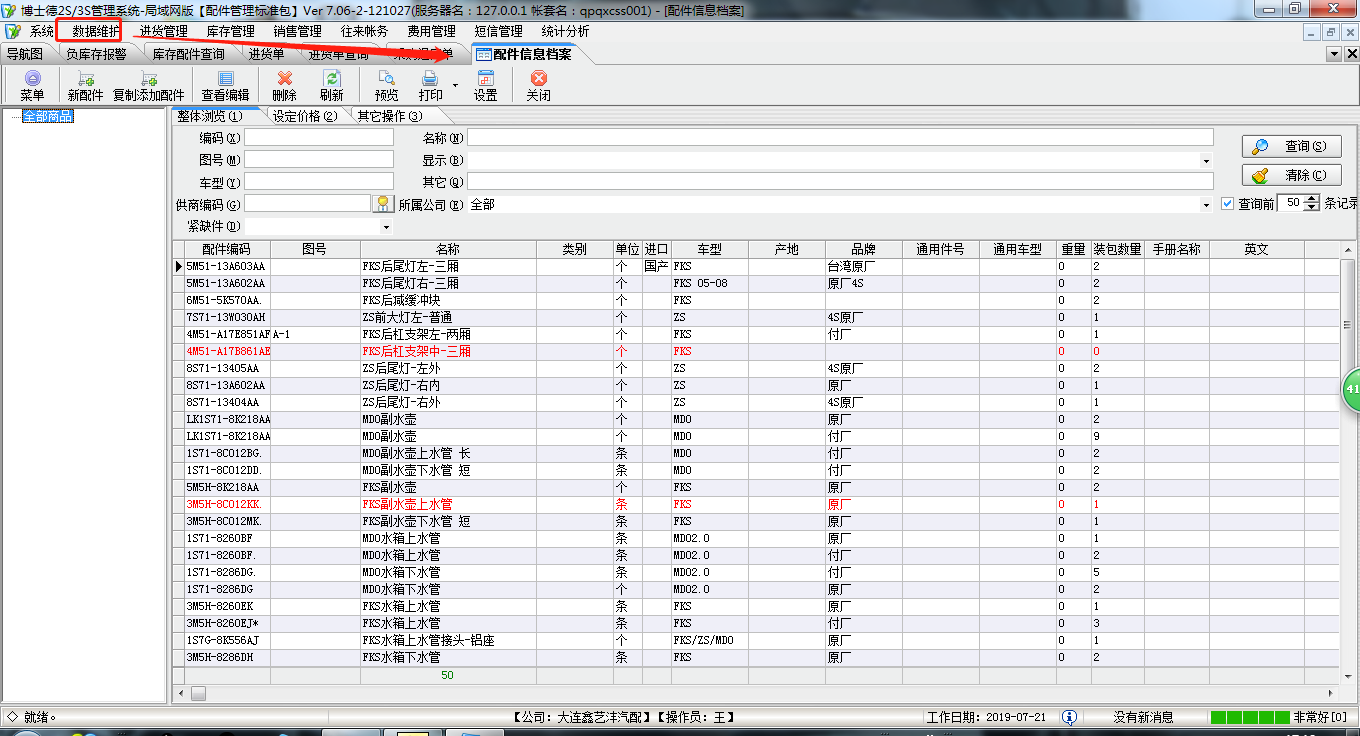 博士德2S/3S管理系统-局域网版【配件管理标准包】Ver 7.06-2-121027(服务器名：127.0.0.1 帐套名：qpqxcss001) - [配件信息档案]
系统 数据维护 进货管理 库存管理 销售管理 往来帐务 费用管理 短信管理 统计分析
导航图 负库存报警 库存配件查询 进货单 进货单查询 配件信息档案
菜单 新配件 复制添加配件 查看编辑 删除 刷新 预览 打印 设置 关闭
全部商品
整体浏览(1) 设定价格(2) 其它操作(3)
编码(X) 名称(N) 查询(S)
图号(M) 显示(B)
车型(Y) 其它(Q) 清除(C)
供商编码(G) 所属公司(E) 全部 查询前 50 条记录
紧缺件(D)
配件编码 图号 名称 类别 单位 进口 车型 产地 品牌 通用件号 通用车型 重量 装包数量 手册名称 英文
5M51-13A603AA FKS后尾灯左-三厢 个 国产 FKS 台湾原厂 0 2
5M51-13A602AA FKS后尾灯右-三厢 个 FKS 05-08 原厂4S 0 2
6M51-5K570AA. FKS后减缓冲块 个 FKS 0 2
7S71-13W030AH ZS前大灯左-普通 个 ZS 4S原厂 0 1
4M51-A17E851AF A-1 FKS后杠支架左-两厢 个 FKS 付厂 0 1
4M51-A17B861AE FKS后杠支架中-三厢 个 FKS 0 0
8S71-13405AA ZS后尾灯-左外 个 ZS 4S原厂 0 2
8S71-13A602AA ZS后尾灯-右内 个 ZS 原厂 0 1
8S71-13404AA ZS后尾灯-右外 个 ZS 4S原厂 0 2
LK1S71-8K218AA MDO副水壶 个 MDO 原厂 0 2
LK1S71-8K218AA MDO副水壶 个 MDO 付厂 0 9
1S71-8C012BG. MDO副水壶上水管 长 条 MDO 付厂 0 2
1S71-8C012DD. MDO副水壶下水管 短 条 MDO 付厂 0 2
5M5H-8K218AA FKS副水壶 个 FKS 原厂 0 2
3M5H-8C012KK. FKS副水壶上水管 条 FKS 原厂 0 1
3M5H-8C012MK. FKS副水壶下水管 短 条 FKS 原厂 0 1
1S71-8260BF MDO水箱上水管 条 MDO2.0 原厂 0 1
1S71-8260BF. MDO水箱上水管 条 MDO2.0 付厂 0 2
1S71-8286DG. MDO水箱下水管 条 MDO2.0 付厂 0 5
1S71-8286DG MDO水箱下水管 个 MDO2.0 原厂 0 2
3M5H-8260EK FKS水箱上水管 条 FKS 原厂 0 1
3M5H-8260EJ* FKS水箱上水管 条 FKS 付厂 0 3
1S7G-8K556AJ FKS水箱上水管接头-铝座 个 FKS/ZS/MDO 原厂 0 1
3M5H-8286DH FKS水箱下水管 条 FKS 原厂 0 2
50
41
就绪。 【公司：大连鑫艺沣汽配】【操作员：王】 工作日期：2019-07-21 没有新消息 非常好[0]